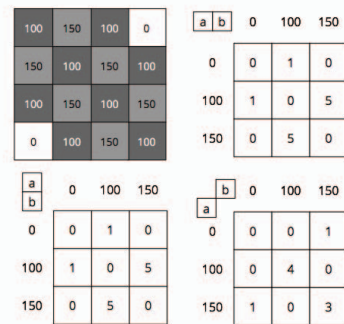 100 150 100 0
150 100 150 100
100 150 100 150
0 100 150 100
a b 0 100 150
0 0 1 0
100 1 0 5
150 0 5 0
a
b
0 100 150
0 0 1 0
100 1 0 5
150 0 5 0
b
a
0 100 150
0 0 0 1
100 0 4 0
150 1 0 3